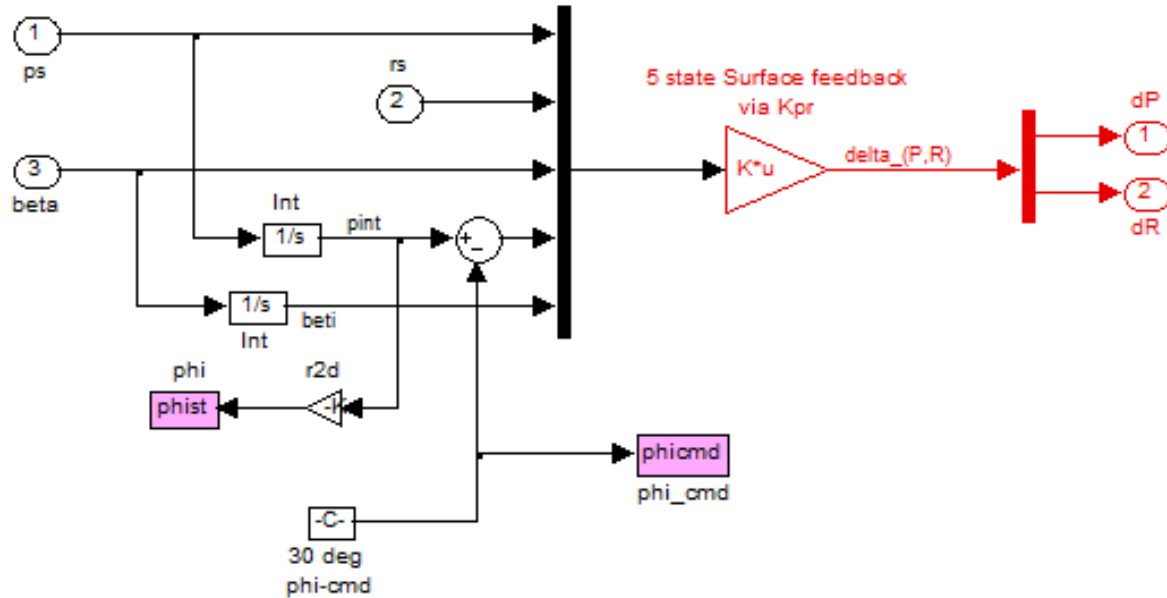 1
ps
rs
2
5 state Surface feedback
via Kpr
dP
1
3
beta
K*u
delta_(P,R)
2
dR
Int
1/s
pint
+
-
1/s
beti
Int
phi
r2d
phist
-K
phicmd
phi_cmd
-C-
30 deg
phi-cmd